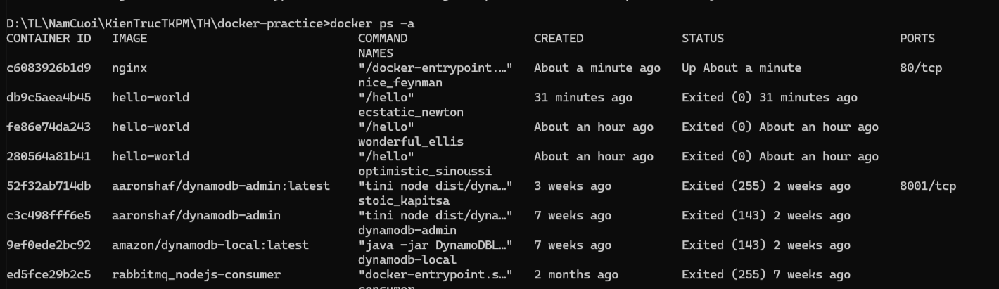 D:\TL\NamCuoi\KienTrucTKPM\TH\docker-practice>docker ps -a
CONTAINER ID   IMAGE                           COMMAND                  CREATED              STATUS                         PORTS
NAMES
c6083926b1d9   nginx                           "/docker-entrypoint.…"   About a minute ago   Up About a minute              80/tcp
nice_feynman
db9c5aea4b45   hello-world                     "/hello"                 31 minutes ago       Exited (0) 31 minutes ago
ecstatic_newton
fe86e74da243   hello-world                     "/hello"                 About an hour ago    Exited (0) About an hour ago
wonderful_ellis
280564a81b41   hello-world                     "/hello"                 About an hour ago    Exited (0) About an hour ago
optimistic_sinoussi
52f32ab714db   aaronshaf/dynamodb-admin:latest   "tini node dist/dyna…"   3 weeks ago          Exited (255) 2 weeks ago       8001/tcp
stoic_kapitsa
c3c498fff6e5   aaronshaf/dynamodb-admin        "tini node dist/dyna…"   7 weeks ago          Exited (143) 2 weeks ago
dynamodb-admin
9ef0ede2bc92   amazon/dynamodb-local:latest    "java -jar DynamoDBL…"   7 weeks ago          Exited (143) 2 weeks ago
dynamodb-local
ed5fce29b2c5   rabbitmq_nodejs-consumer        "docker-entrypoint.s…"   2 months ago         Exited (255) 7 weeks ago